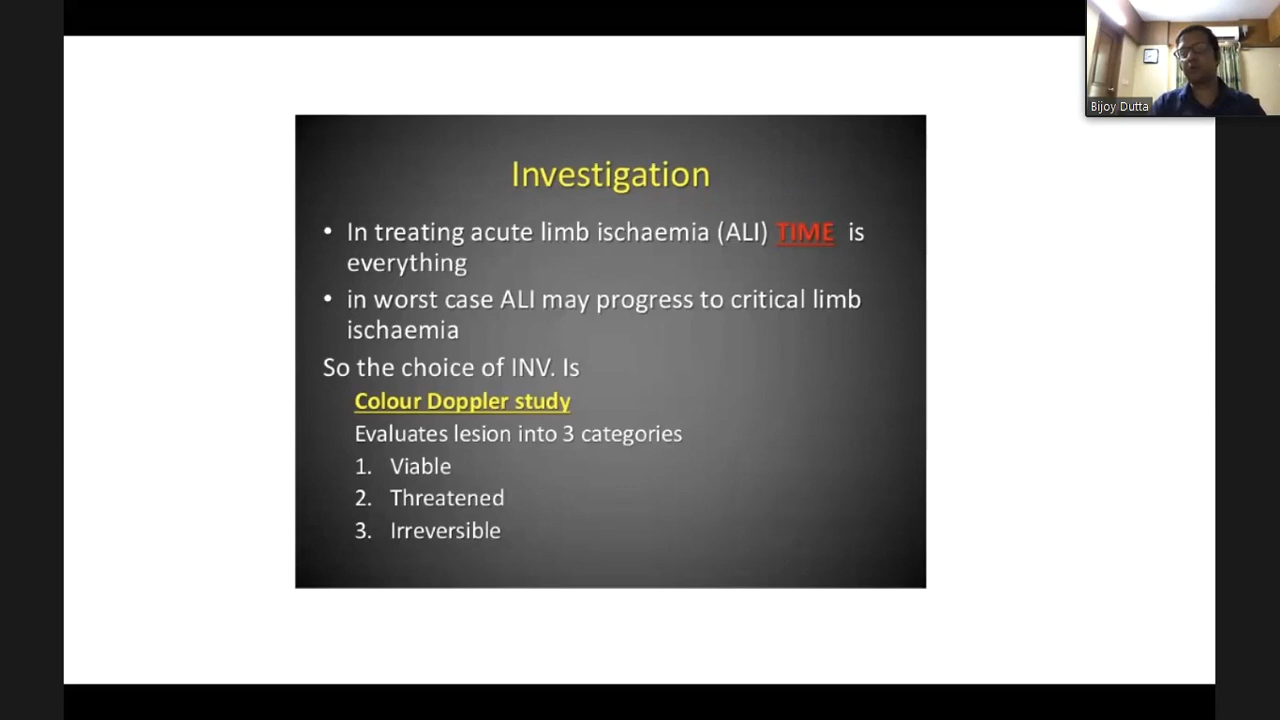 Investigation
• In treating acute limb ischaemia (ALI) TIME is
everything
• in worst case ALI may progress to critical limb
ischaemia
So the choice of INV. Is
Colour Doppler study
Evaluates lesion into 3 categories
1. Viable
2. Threatened
3. Irreversible
Bijoy Dutta